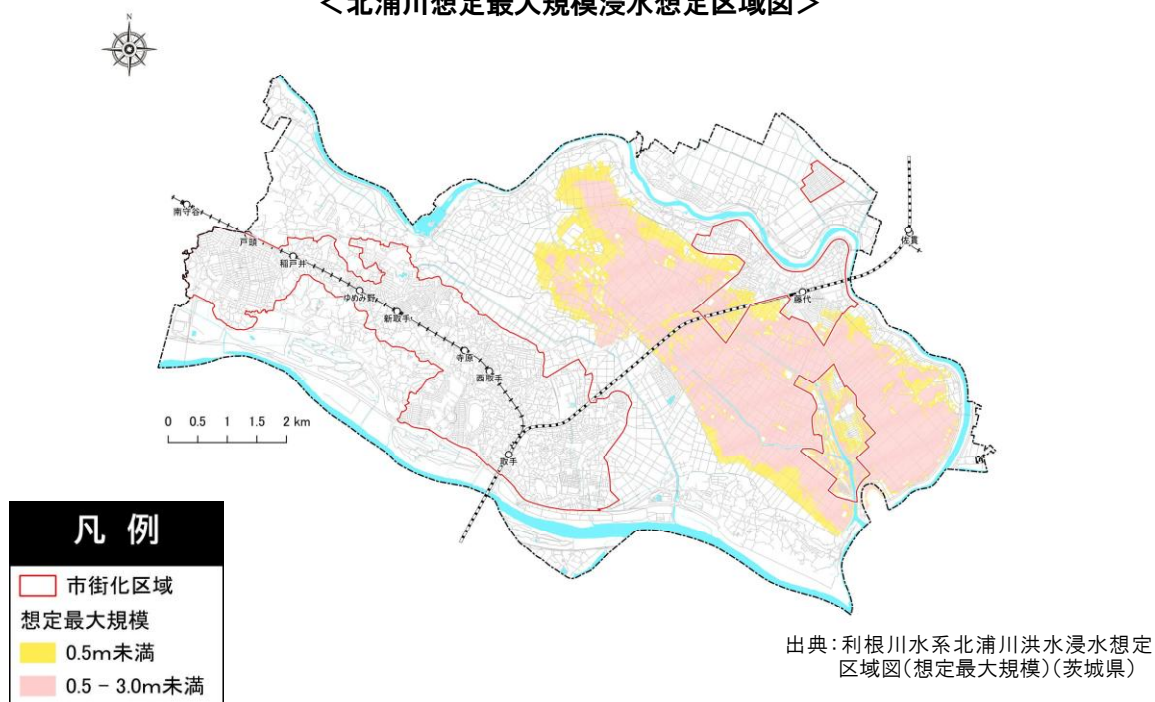 ＜北浦川想定最大規模浸水想定区域図＞
N
南守谷
戸頭
稲戸井
ゆめみ野
新取手
寺原
西取手
取手
藤代
佐貫
0 0.5 1 1.5 2 km
凡 例
市街化区域
想定最大規模
0.5m未満
0.5 - 3.0m未満
出典：利根川水系北浦川洪水浸水想定
区域図(想定最大規模)(茨城県)